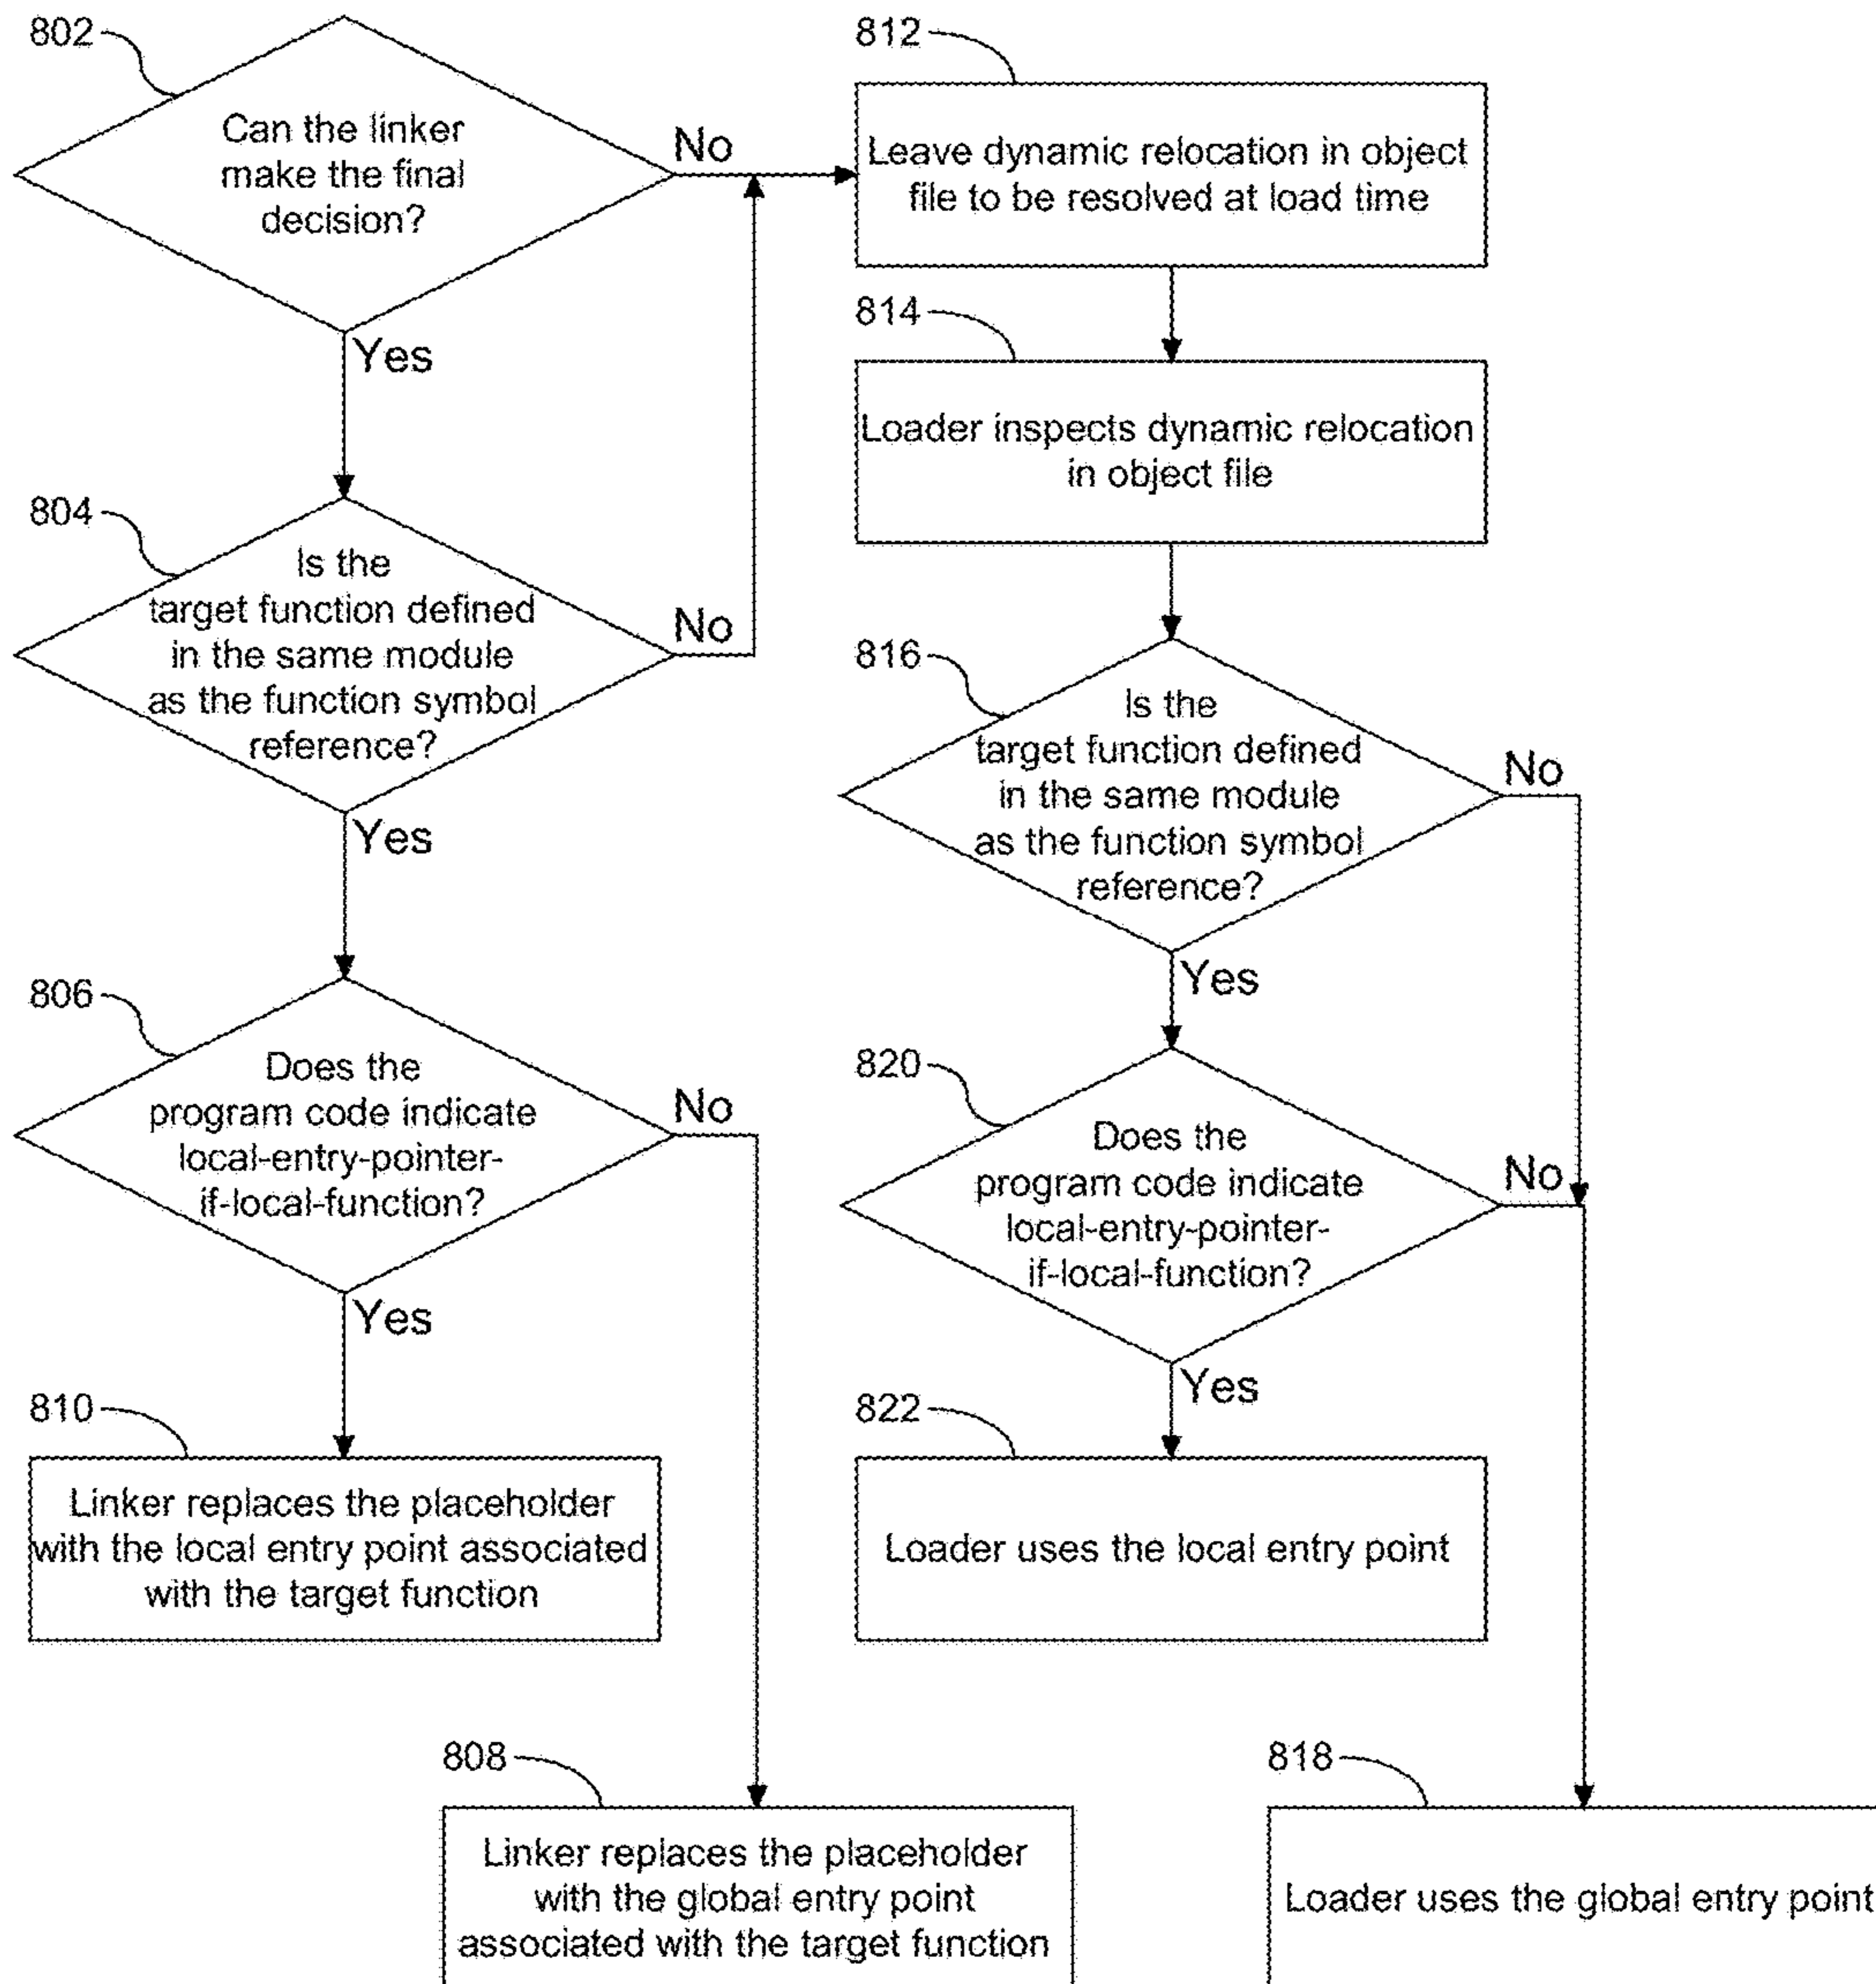 802
Can the linker
make the final
decision?
No
Yes
804
Is the
target function defined
in the same module
as the function symbol
reference?
No
Yes
806
Does the
program code indicate
local-entry-pointer-
if-local-function?
No
Yes
810
Linker replaces the placeholder
with the local entry point associated
with the target function
808
Linker replaces the placeholder
with the global entry point
associated with the target function
812
Leave dynamic relocation in object
file to be resolved at load time
814
Loader inspects dynamic relocation
in object file
816
Is the
target function defined
in the same module
as the function symbol
reference?
No
Yes
820
Does the
program code indicate
local-entry-pointer-
if-local-function?
No
Yes
822
Loader uses the local entry point
818
Loader uses the global entry point